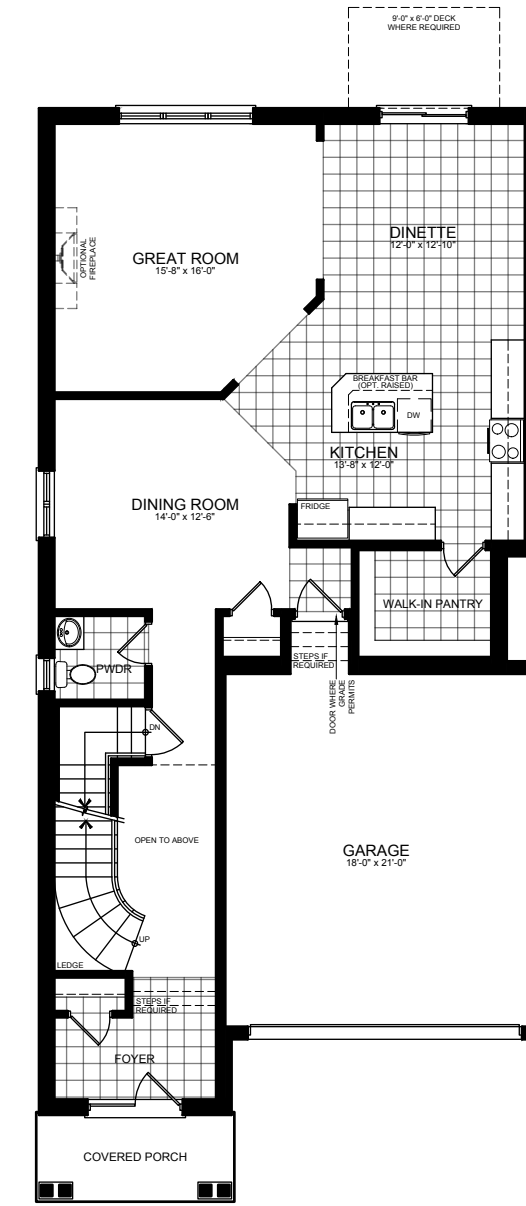 9'-0" x 6'-0" DECK
WHERE REQUIRED
DINETTE
12'-0" x 12'-10"
GREAT ROOM
15'-8" x 16'-0"
OPTIONAL
FIREPLACE
BREAKFAST BAR
(OPT. RAISED)
DW
KITCHEN
13'-8" x 12'-0"
DINING ROOM
14'-0" x 12'-6"
FRIDGE
WALK-IN PANTRY
STEPS IF
REQUIRED
DOOR WHERE
GRADE
PERMITS
PWDR
DN
OPEN TO ABOVE
GARAGE
18'-0" x 21'-0"
UP
LEDGE
STEPS IF
REQUIRED
FOYER
COVERED PORCH